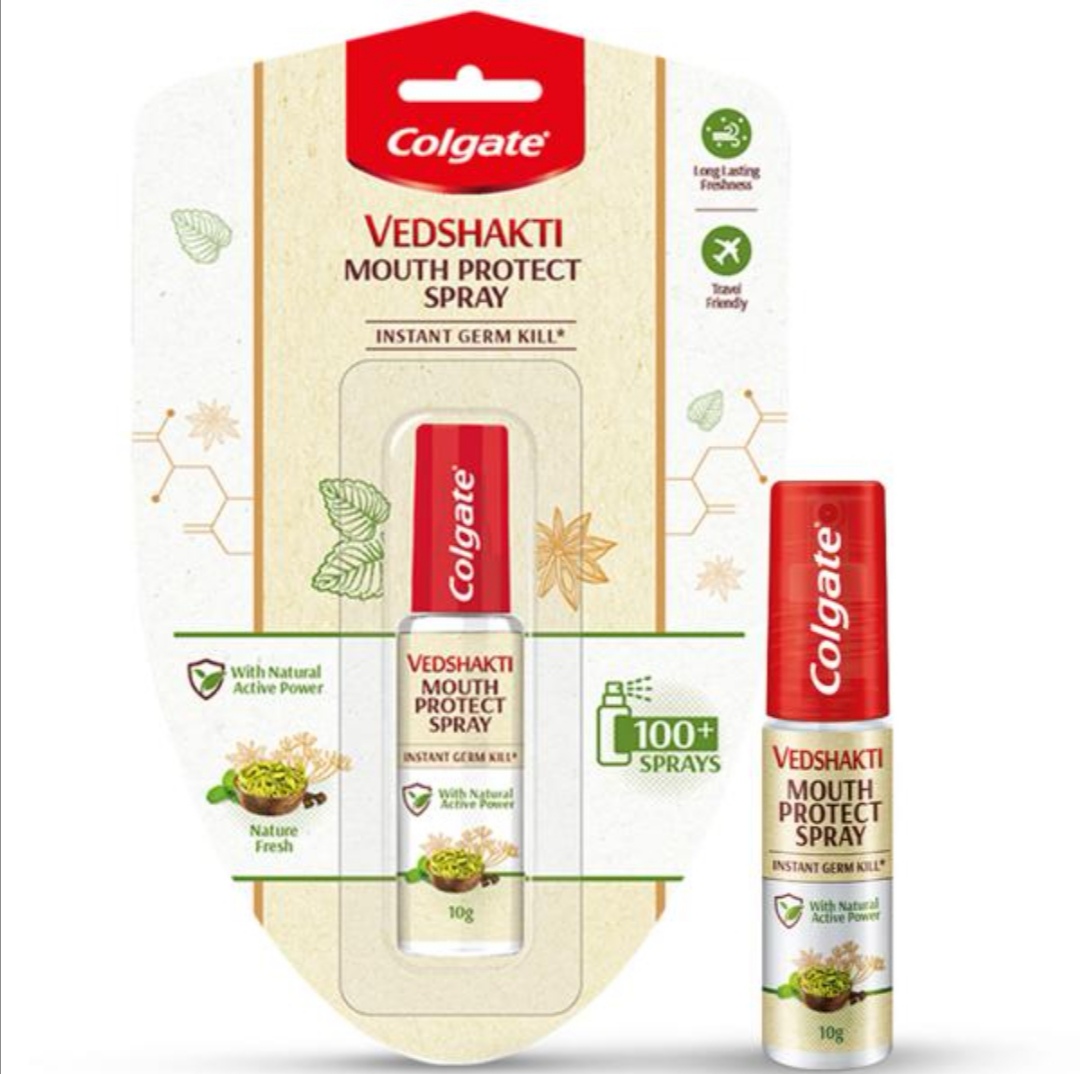 Colgate®
VEDSHAKTI
MOUTH PROTECT
SPRAY
INSTANT GERM KILL*
Long Lasting
Freshness
Travel
Friendly
With Natural
Active Power
Nature
Fresh
100+
SPRAYS
Colgate®
VEDSHAKTI
MOUTH
PROTECT
SPRAY
INSTANT GERM KILL*
With Natural
Active Power
10g
Colgate®
VEDSHAKTI
MOUTH
PROTECT
SPRAY
INSTANT GERM KILL*
With Natural
Active Power
10g